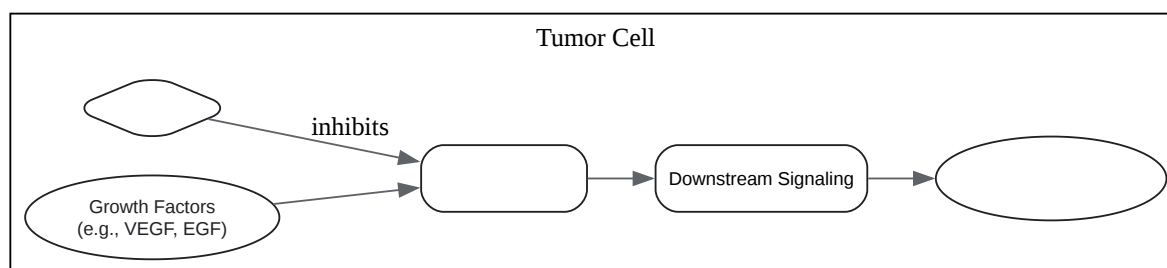 Tumor Cell
inhibits
Growth Factors
(e.g., VEGF, EGF)
Downstream Signaling